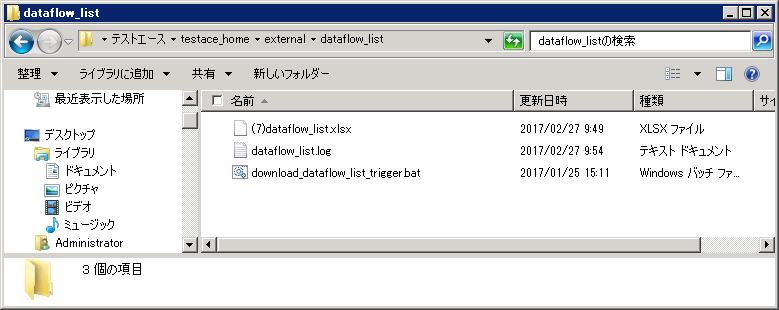 dataflow_list
テストエース testace_home external dataflow_list
dataflow_listの検索
整理 ライブラリに追加 共有 新しいフォルダー
最近表示した場所
デスクトップ
ライブラリ
ドキュメント
ピクチャ
ビデオ
ミュージック
Administrator
名前 更新日時 種類 サイ
(7)dataflow_list.xlsx 2017/02/27 9:49 XLSX ファイル
dataflow_list.log 2017/02/27 9:54 テキスト ドキュメント
download_dataflow_list_trigger.bat 2017/01/25 15:11 Windows バッチ ファ...
3 個の項目